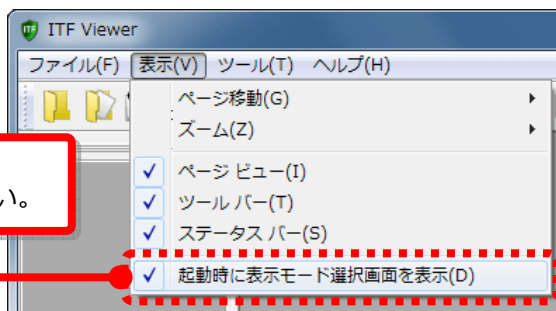 ITF Viewer
ファイル(F) 表示(V) ツール(T) ヘルプ(H)
ページ移動(G)
ズーム(Z)
ページ ビュー(I)
い。
ツール バー(T)
ステータス バー(S)
起動時に表示モード選択画面を表示(D)